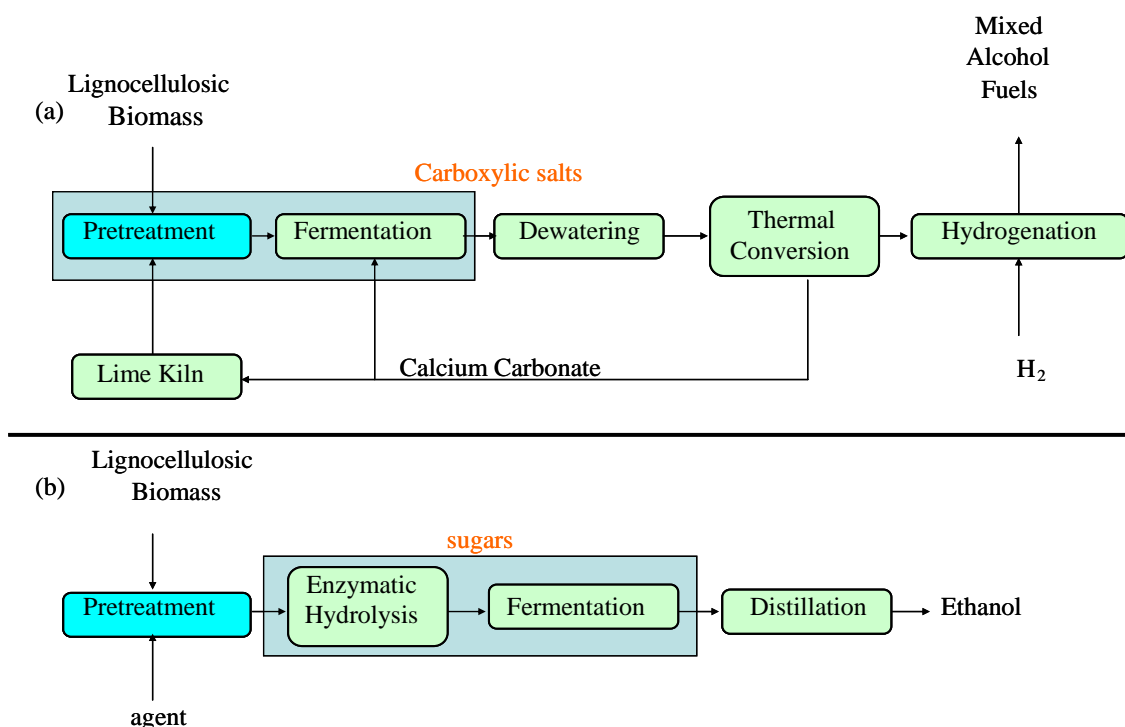 Mixed
Alcohol
Fuels
Lignocellulosic
Biomass
(a)
Carboxylic salts
Pretreatment
Fermentation
Dewatering
Thermal
Conversion
Hydrogenation
Lime Kiln
Calcium Carbonate
H₂
Lignocellulosic
Biomass
(b)
sugars
Pretreatment
Enzymatic
Hydrolysis
Fermentation
Distillation
Ethanol
agent